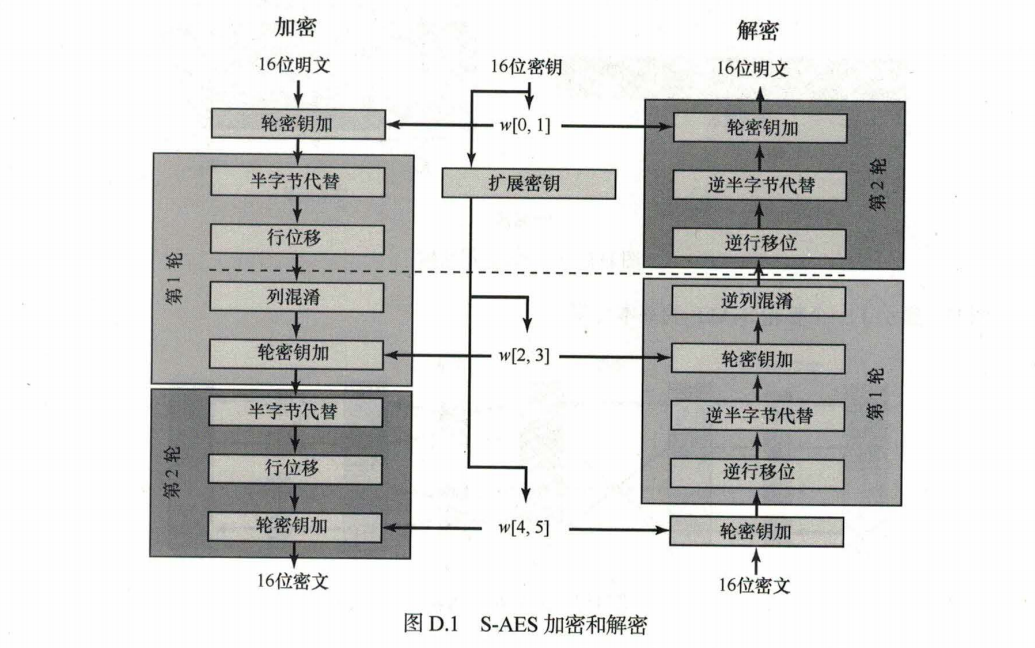 加密
16位明文
轮密钥加
第1轮
半字节代替
行位移
列混淆
轮密钥加
第2轮
半字节代替
行位移
轮密钥加
16位密文
16位密钥
w[0, 1]
扩展密钥
w[2, 3]
w[4, 5]
解密
16位明文
轮密钥加
逆半字节代替
逆行移位
第2轮
逆列混淆
轮密钥加
逆半字节代替
逆行移位
第1轮
轮密钥加
16位密文
图 D.1 S-AES 加密和解密